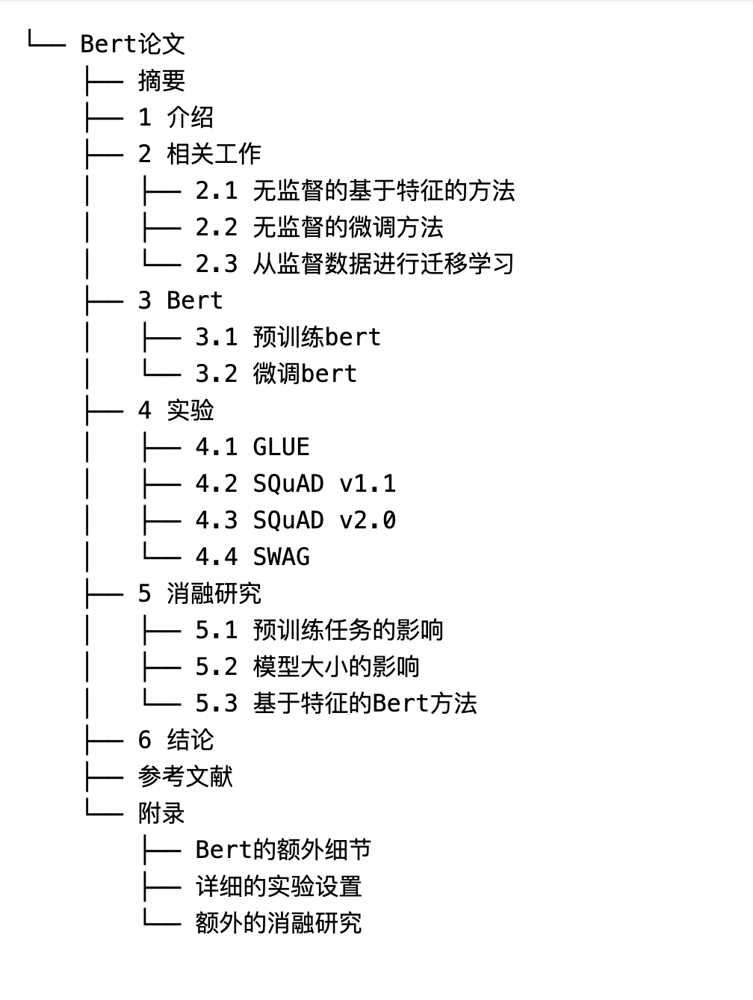 └── Bert论文
    ├── 摘要
    ├── 1 介绍
    ├── 2 相关工作
    │   ├── 2.1 无监督的基于特征的方法
    │   ├── 2.2 无监督的微调方法
    │   └── 2.3 从监督数据进行迁移学习
    ├── 3 Bert
    │   ├── 3.1 预训练bert
    │   └── 3.2 微调bert
    ├── 4 实验
    │   ├── 4.1 GLUE
    │   ├── 4.2 SQuAD v1.1
    │   ├── 4.3 SQuAD v2.0
    │   └── 4.4 SWAG
    ├── 5 消融研究
    │   ├── 5.1 预训练任务的影响
    │   ├── 5.2 模型大小的影响
    │   └── 5.3 基于特征的Bert方法
    ├── 6 结论
    ├── 参考文献
    └── 附录
        ├── Bert的额外细节
        ├── 详细的实验设置
        └── 额外的消融研究